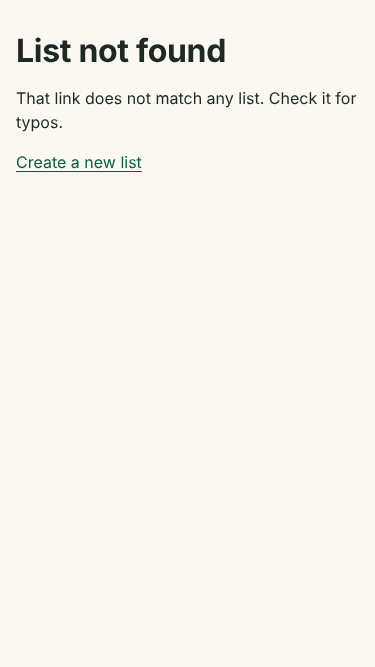 List not found
That link does not match any list. Check it for
typos.
Create a new list